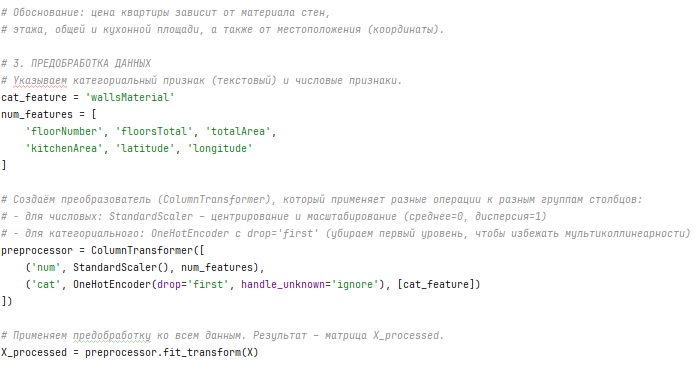 # Обоснование: цена квартиры зависит от материала стен,
# этажа, общей и кухонной площади, а также от местоположения (координаты).
# 3. ПРЕДОБРАБОТКА ДАННЫХ
# Указываем категориальный признак (текстовый) и числовые признаки.
cat_feature = 'wallsMaterial'
num_features = [
    'floorNumber', 'floorsTotal', 'totalArea',
    'kitchenArea', 'latitude', 'longitude'
]
# Создаём преобразователь (ColumnTransformer), который применяет разные операции к разным группам столбцов:
# - для числовых: StandardScaler – центрирование и масштабирование (среднее=0, дисперсия=1)
# - для категориального: OneHotEncoder с drop='first' (убираем первый уровень, чтобы избежать мультиколлинеарности)
preprocessor = ColumnTransformer([
    ('num', StandardScaler(), num_features),
    ('cat', OneHotEncoder(drop='first', handle_unknown='ignore'), [cat_feature])
])
# Применяем предобработку ко всем данным. Результат – матрица X_processed.
X_processed = preprocessor.fit_transform(X)